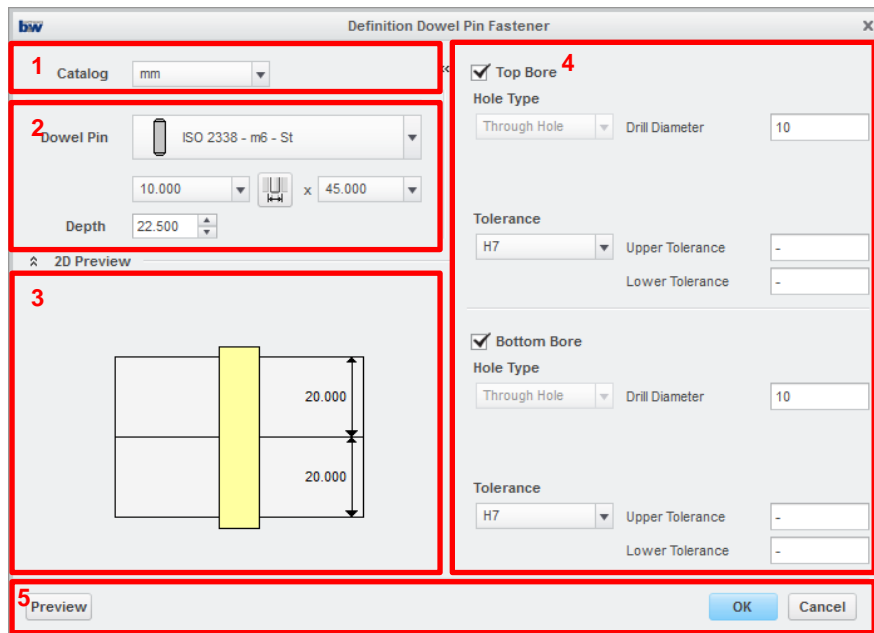 bw Definition Dowel Pin Fastener x
1
Catalog mm
2
Dowel Pin ISO 2338 - m6 - St
10.000 x 45.000
Depth 22.500
2D Preview
3
20.000
20.000
4
Top Bore
Hole Type
Through Hole Drill Diameter 10
Tolerance
H7 Upper Tolerance -
Lower Tolerance -
Bottom Bore
Hole Type
Through Hole Drill Diameter 10
Tolerance
H7 Upper Tolerance -
Lower Tolerance -
5
Preview OK Cancel